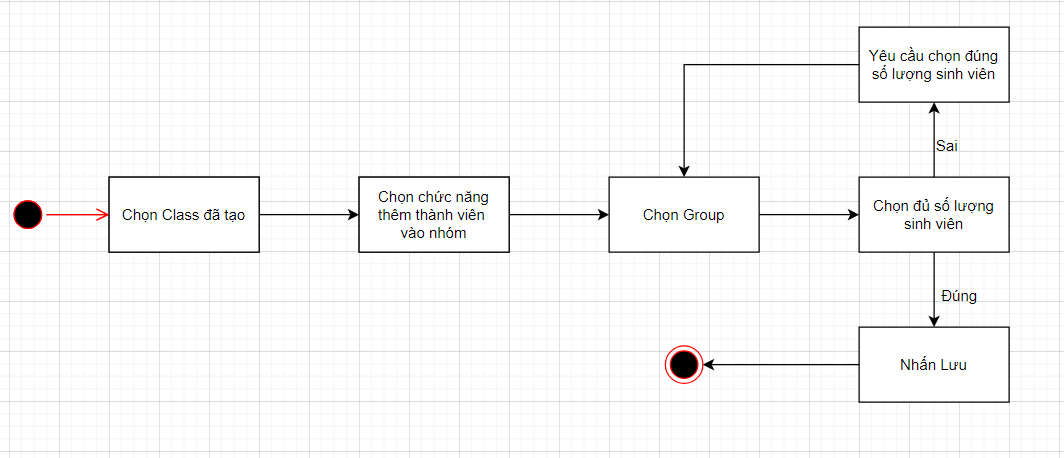 Yêu cầu chọn đúng
số lượng sinh viên
Sai
Chọn Class đã tạo
Chọn chức năng
thêm thành viên
vào nhóm
Chọn Group
Chọn đủ số lượng
sinh viên
Đúng
Nhấn Lưu